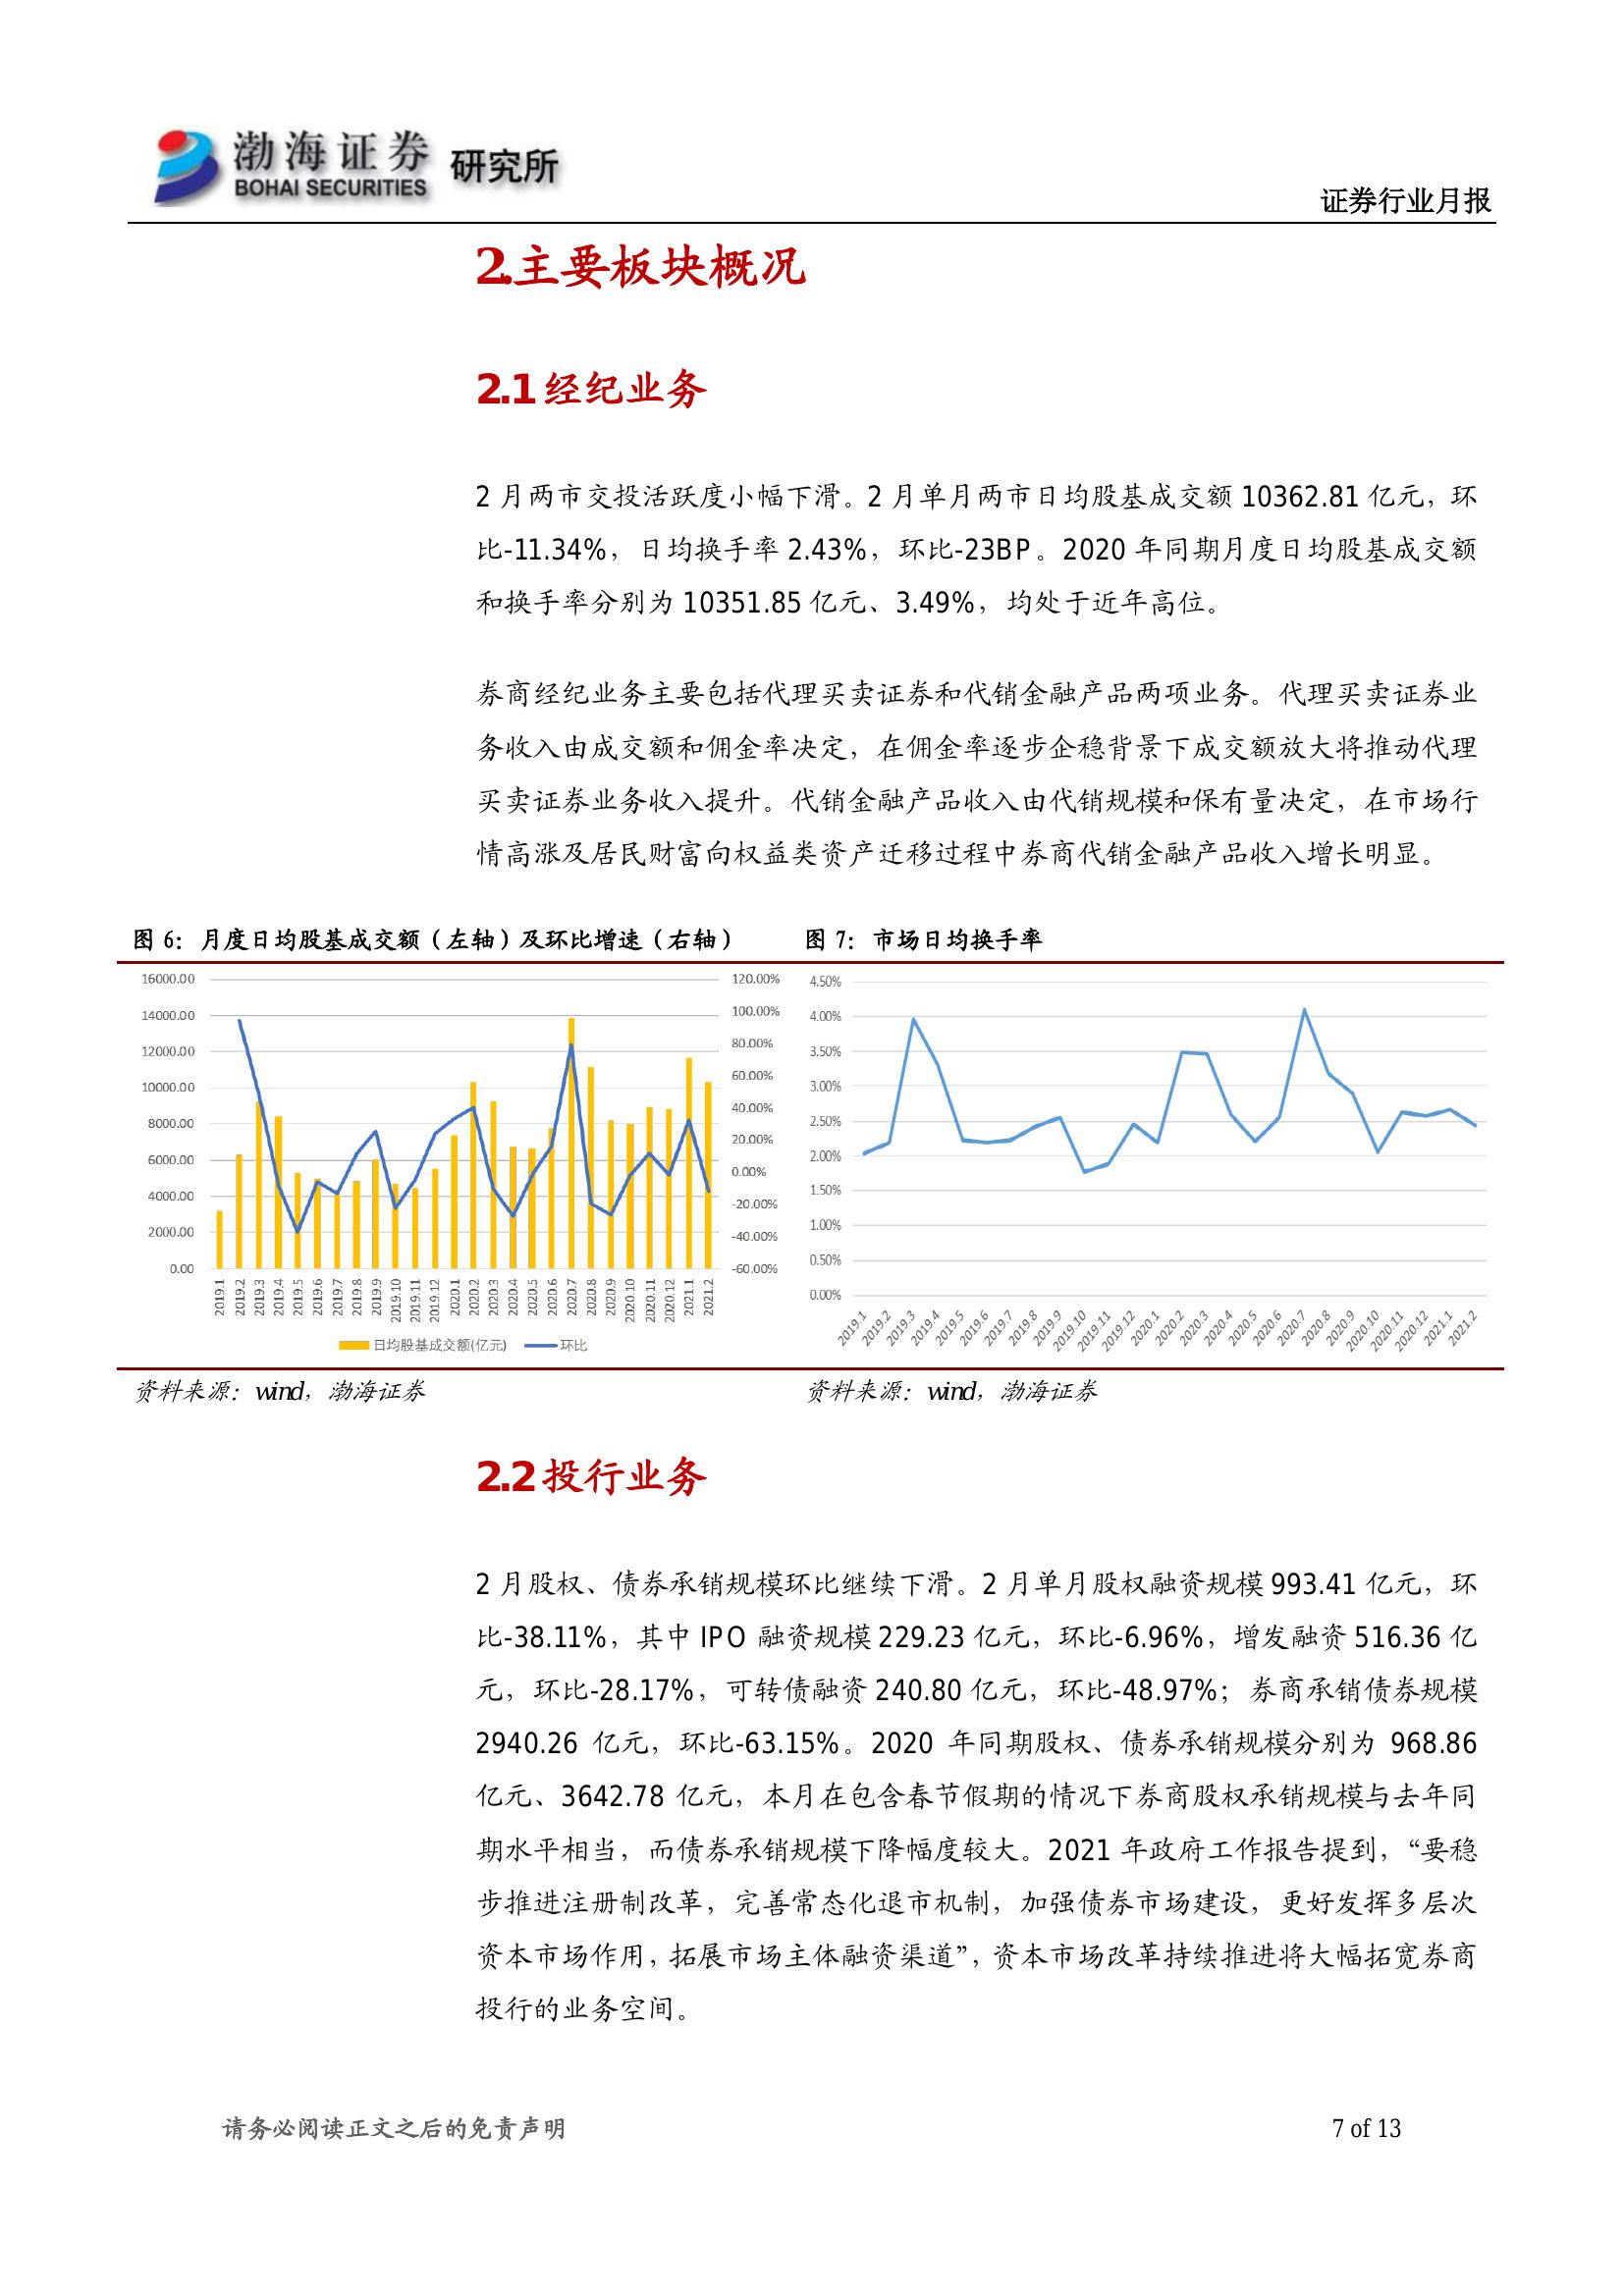 渤海证券
BOHAI SECURITIES
研究所
证券行业月报
2.主要板块概况
2.1 经纪业务
2 月两市交投活跃度小幅下滑。2 月单月两市日均股基成交额 10362.81 亿元，环
比-11.34%，日均换手率 2.43%，环比-23BP。2020 年同期月度日均股基成交额
和换手率分别为 10351.85 亿元、3.49%，均处于近年高位。
券商经纪业务主要包括代理买卖证券和代销金融产品两项业务。代理买卖证券业
务收入由成交额和佣金率决定，在佣金率逐步企稳背景下成交额放大将推动代理
买卖证券业务收入提升。代销金融产品收入由代销规模和保有量决定，在市场行
情高涨及居民财富向权益类资产迁移过程中券商代销金融产品收入增长明显。
图 6：月度日均股基成交额（左轴）及环比增速（右轴）
16000.00
14000.00
12000.00
10000.00
8000.00
6000.00
4000.00
2000.00
0.00
120.00%
100.00%
80.00%
60.00%
40.00%
20.00%
0.00%
-20.00%
-40.00%
-60.00%
2019.1
2019.2
2019.3
2019.4
2019.5
2019.6
2019.7
2019.8
2019.9
2019.10
2019.11
2019.12
2020.1
2020.2
2020.3
2020.4
2020.5
2020.6
2020.7
2020.8
2020.9
2020.10
2020.11
2020.12
2021.1
2021.2
日均股基成交额(亿元)
环比
资料来源：wind，渤海证券
图 7：市场日均换手率
4.50%
4.00%
3.50%
3.00%
2.50%
2.00%
1.50%
1.00%
0.50%
0.00%
2019.1
2019.2
2019.3
2019.4
2019.5
2019.6
2019.7
2019.8
2019.9
2019.10
2019.11
2019.12
2020.1
2020.2
2020.3
2020.4
2020.5
2020.6
2020.7
2020.8
2020.9
2020.10
2020.11
2020.12
2021.1
2021.2
资料来源：wind，渤海证券
2.2 投行业务
2 月股权、债券承销规模环比继续下滑。2 月单月股权融资规模 993.41 亿元，环
比-38.11%，其中 IPO 融资规模 229.23 亿元，环比-6.96%，增发融资 516.36 亿
元，环比-28.17%，可转债融资 240.80 亿元，环比-48.97%；券商承销债券规模
2940.26 亿元，环比-63.15%。2020 年同期股权、债券承销规模分别为 968.86
亿元、3642.78 亿元，本月在包含春节假期的情况下券商股权承销规模与去年同
期水平相当，而债券承销规模下降幅度较大。2021 年政府工作报告提到，“要稳
步推进注册制改革，完善常态化退市机制，加强债券市场建设，更好发挥多层次
资本市场作用，拓展市场主体融资渠道”，资本市场改革持续推进将大幅拓宽券商
投行的业务空间。
请务必阅读正文之后的免责声明
7 of 13